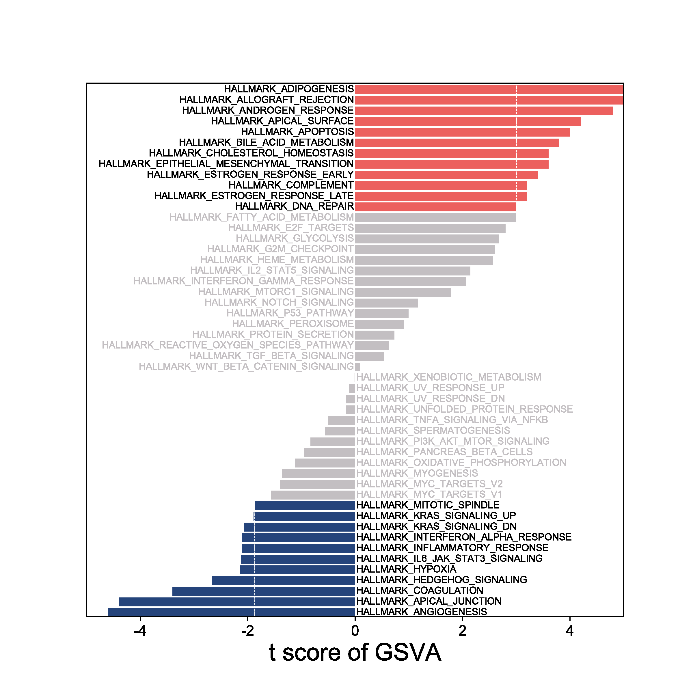 HALLMARK_ADIPOGENESIS
HALLMARK_ALLOGRAFT_REJECTION
HALLMARK_ANDROGEN_RESPONSE
HALLMARK_APICAL_SURFACE
HALLMARK_APOPTOSIS
HALLMARK_BILE_ACID_METABOLISM
HALLMARK_CHOLESTEROL_HOMEOSTASIS
HALLMARK_EPITHELIAL_MESENCHYMAL_TRANSITION
HALLMARK_ESTROGEN_RESPONSE_EARLY
HALLMARK_COMPLEMENT
HALLMARK_ESTROGEN_RESPONSE_LATE
HALLMARK_DNA_REPAIR
HALLMARK_FATTY_ACID_METABOLISM
HALLMARK_E2F_TARGETS
HALLMARK_GLYCOLYSIS
HALLMARK_G2M_CHECKPOINT
HALLMARK_HEME_METABOLISM
HALLMARK_IL2_STAT5_SIGNALING
HALLMARK_INTERFERON_GAMMA_RESPONSE
HALLMARK_MTORC1_SIGNALING
HALLMARK_NOTCH_SIGNALING
HALLMARK_P53_PATHWAY
HALLMARK_PEROXISOME
HALLMARK_PROTEIN_SECRETION
HALLMARK_REACTIVE_OXYGEN_SPECIES_PATHWAY
HALLMARK_TGF_BETA_SIGNALING
HALLMARK_WNT_BETA_CATENIN_SIGNALING
HALLMARK_XENOBIOTIC_METABOLISM
HALLMARK_UV_RESPONSE_UP
HALLMARK_UV_RESPONSE_DN
HALLMARK_UNFOLDED_PROTEIN_RESPONSE
HALLMARK_TNFA_SIGNALING_VIA_NFKB
HALLMARK_SPERMATOGENESIS
HALLMARK_PI3K_AKT_MTOR_SIGNALING
HALLMARK_PANCREAS_BETA_CELLS
HALLMARK_OXIDATIVE_PHOSPHORYLATION
HALLMARK_MYOGENESIS
HALLMARK_MYC_TARGETS_V2
HALLMARK_MYC_TARGETS_V1
HALLMARK_MITOTIC_SPINDLE
HALLMARK_KRAS_SIGNALING_UP
HALLMARK_KRAS_SIGNALING_DN
HALLMARK_INTERFERON_ALPHA_RESPONSE
HALLMARK_INFLAMMATORY_RESPONSE
HALLMARK_IL6_JAK_STAT3_SIGNALING
HALLMARK_HYPOXIA
HALLMARK_HEDGEHOG_SIGNALING
HALLMARK_COAGULATION
HALLMARK_APICAL_JUNCTION
HALLMARK_ANGIOGENESIS
-4 -2 0 2 4
t score of GSVA